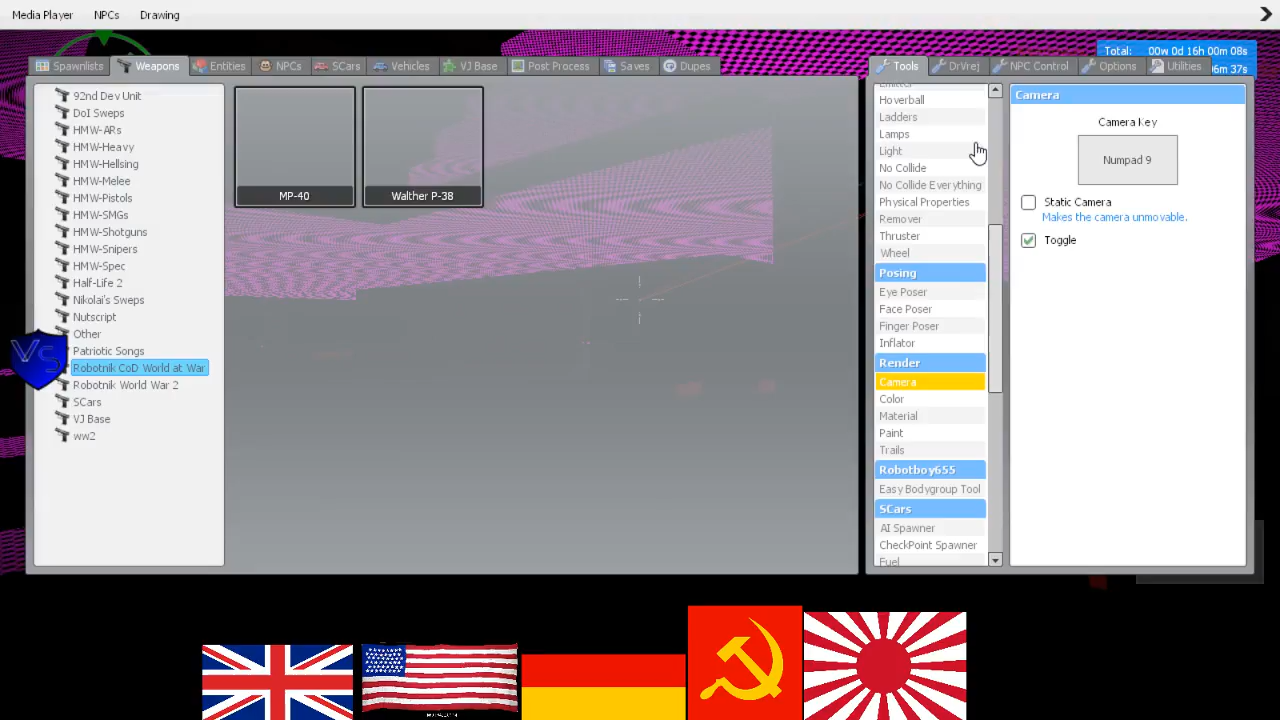 Media Player NPCs Drawing
Total: 00w 0d 16h 00m 08s
06m 37s
Spawnlists Weapons Entities NPCs SCars Vehicles VJ Base Post Process Saves Dupes
Tools DrVrej NPC Control Options Utilities
92nd Dev Unit
DoI Sweps
HMW-ARs
HMW-Heavy
HMW-Hellsing
HMW-Melee
HMW-Pistols
HMW-SMGs
HMW-Shotguns
HMW-Snipers
HMW-Spec
Half-Life 2
Nikolai's Sweps
Nutscript
Other
Patriotic Songs
Robotnik CoD World at War
Robotnik World War 2
SCars
VJ Base
ww2
VS
MP-40
Walther P-38
Emitter
Hoverball
Ladders
Lamps
Light
No Collide
No Collide Everything
Physical Properties
Remover
Thruster
Wheel
Posing
Eye Poser
Face Poser
Finger Poser
Inflator
Render
Camera
Color
Material
Paint
Trails
Robotboy655
Easy Bodygroup Tool
SCars
AI Spawner
CheckPoint Spawner
Fuel
Camera
Camera Key
Numpad 9
Static Camera
Makes the camera unmovable.
Toggle